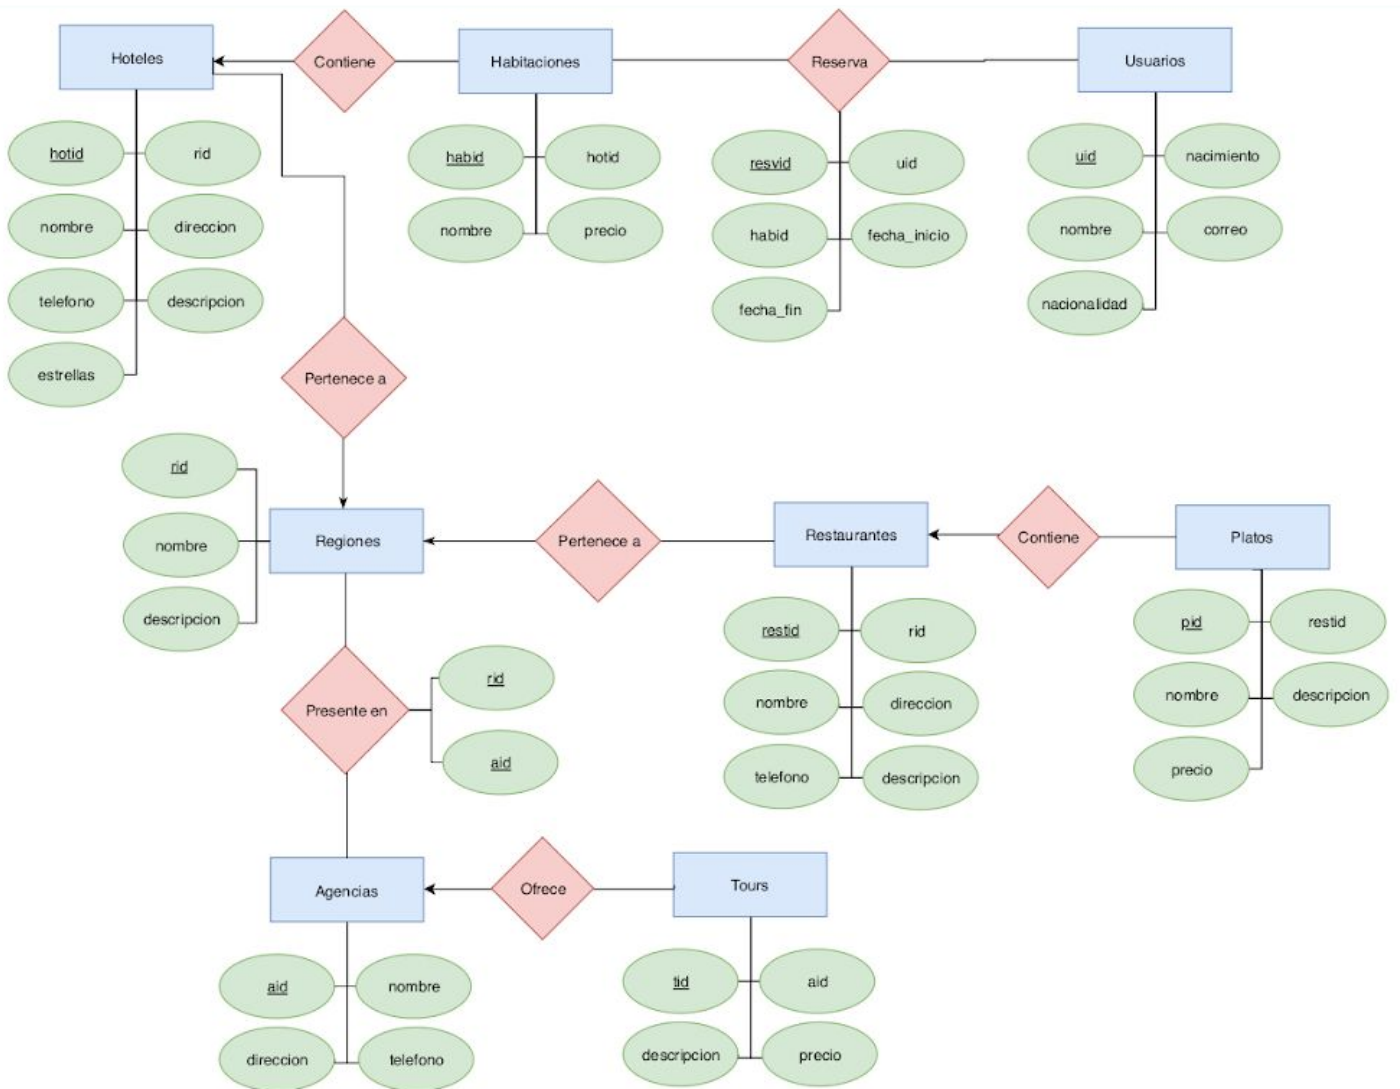 Hoteles
Contiene
Habitaciones
Reserva
Usuarios
hotid
rid
nombre
direccion
telefono
descripcion
estrellas
habid
hotid
nombre
precio
resvid
uid
habid
fecha_inicio
fecha_fin
uid
nacimiento
nombre
correo
nacionalidad
Pertenece a
rid
nombre
descripcion
Regiones
Pertenece a
Restaurantes
Contiene
Platos
restid
rid
nombre
direccion
telefono
descripcion
pid
restid
nombre
descripcion
precio
Presente en
rid
aid
Agencias
Ofrece
Tours
aid
nombre
direccion
telefono
tid
aid
descripcion
precio